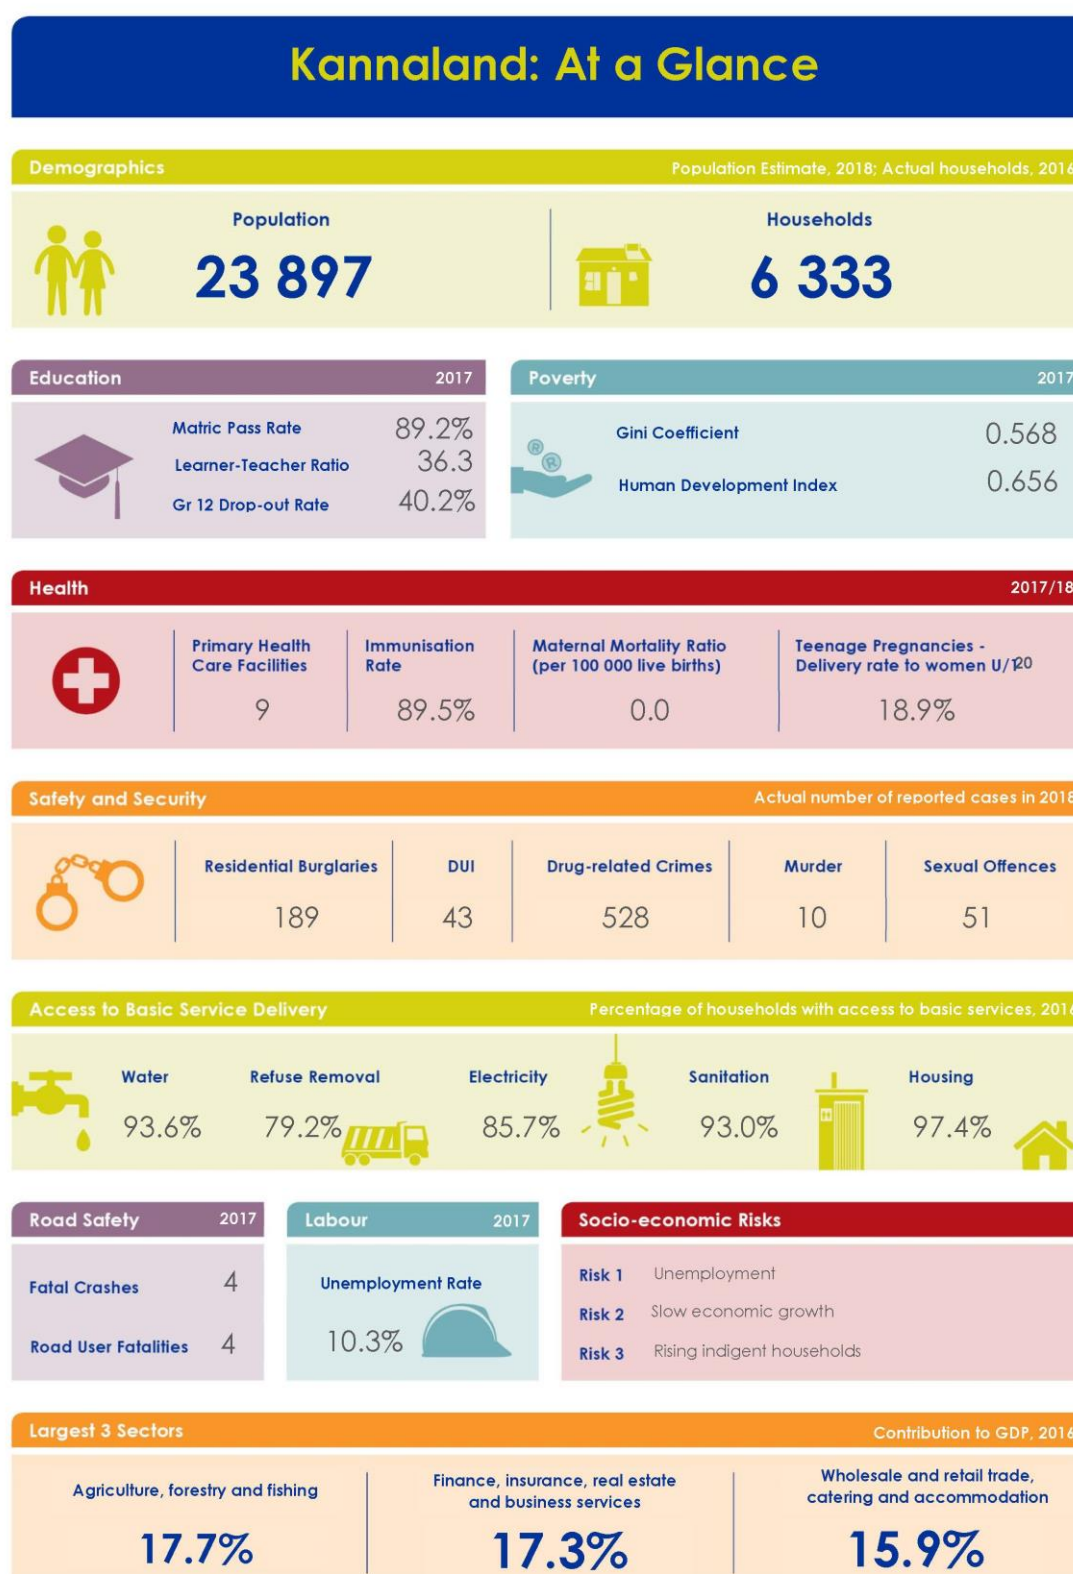 Kannaland: At a Glance
Demographics Population Estimate, 2018; Actual households, 2016
Population Households
23 897 6 333
Education 2017
Matric Pass Rate 89.2%
Learner-Teacher Ratio 36.3
Gr 12 Drop-out Rate 40.2%
Poverty 2017
Gini Coefficient 0.568
Human Development Index 0.656
Health 2017/18
Primary Health
Care Facilities
9
Immunisation
Rate
89.5%
Maternal Mortality Ratio
(per 100 000 live births)
0.0
Teenage Pregnancies -
Delivery rate to women U/120
18.9%
Safety and Security Actual number of reported cases in 2018
Residential Burglaries DUI Drug-related Crimes Murder Sexual Offences
189 43 528 10 51
Access to Basic Service Delivery Percentage of households with access to basic services, 2016
Water Refuse Removal Electricity Sanitation Housing
93.6% 79.2% 85.7% 93.0% 97.4%
Road Safety 2017
Fatal Crashes 4
Road User Fatalities 4
Labour 2017
Unemployment Rate
10.3%
Socio-economic Risks
Risk 1 Unemployment
Risk 2 Slow economic growth
Risk 3 Rising indigent households
Largest 3 Sectors Contribution to GDP, 2016
Agriculture, forestry and fishing
17.7%
Finance, insurance, real estate
and business services
17.3%
Wholesale and retail trade,
catering and accommodation
15.9%